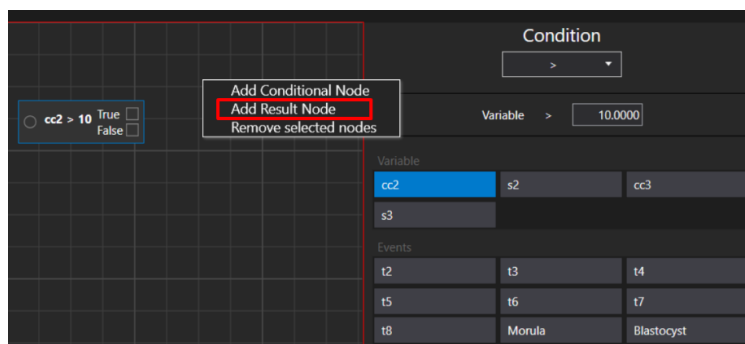 cc2 > 10 True
False
Add Conditional Node
Add Result Node
Remove selected nodes
Condition
>
Variable > 10.0000
Variable
cc2 s2 cc3
s3
Events
t2 t3 t4
t5 t6 t7
t8 Morula Blastocyst